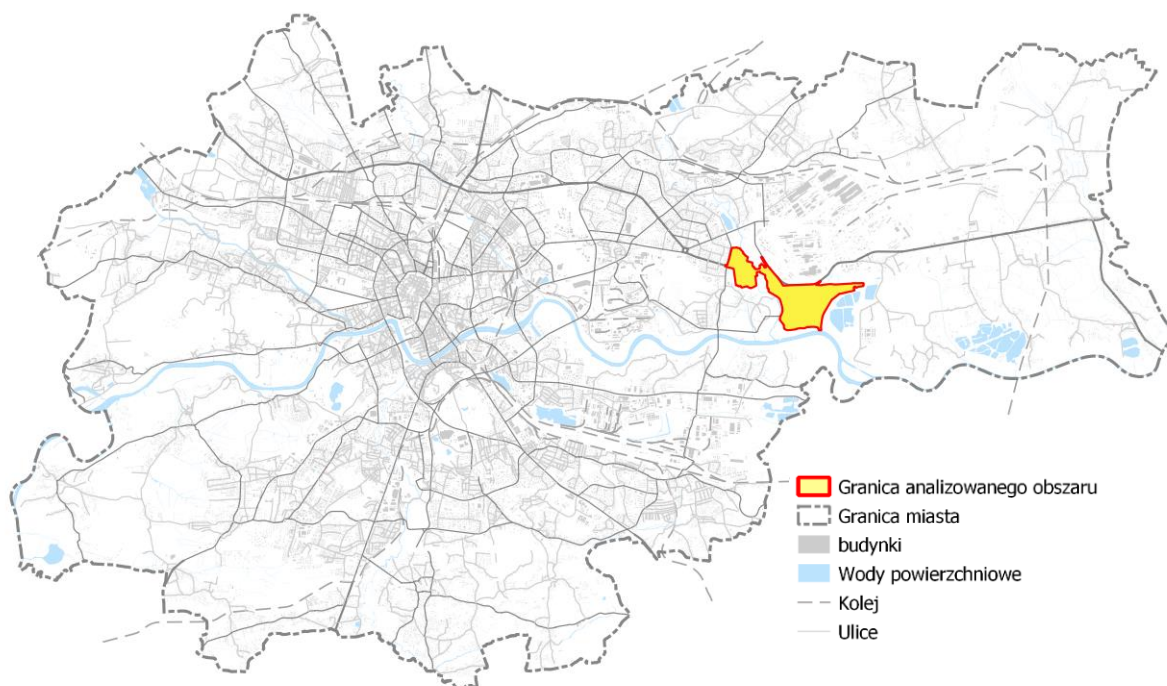 Granica analizowanego obszaru
Granica miasta
budynki
Wody powierzchniowe
Kolej
Ulice